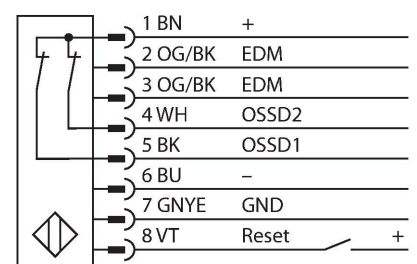 1 BN +
2 OG/BK EDM
3 OG/BK EDM
4 WH OSSD2
5 BK OSSD1
6 BU –
7 GNYE GND
8 VT Reset +